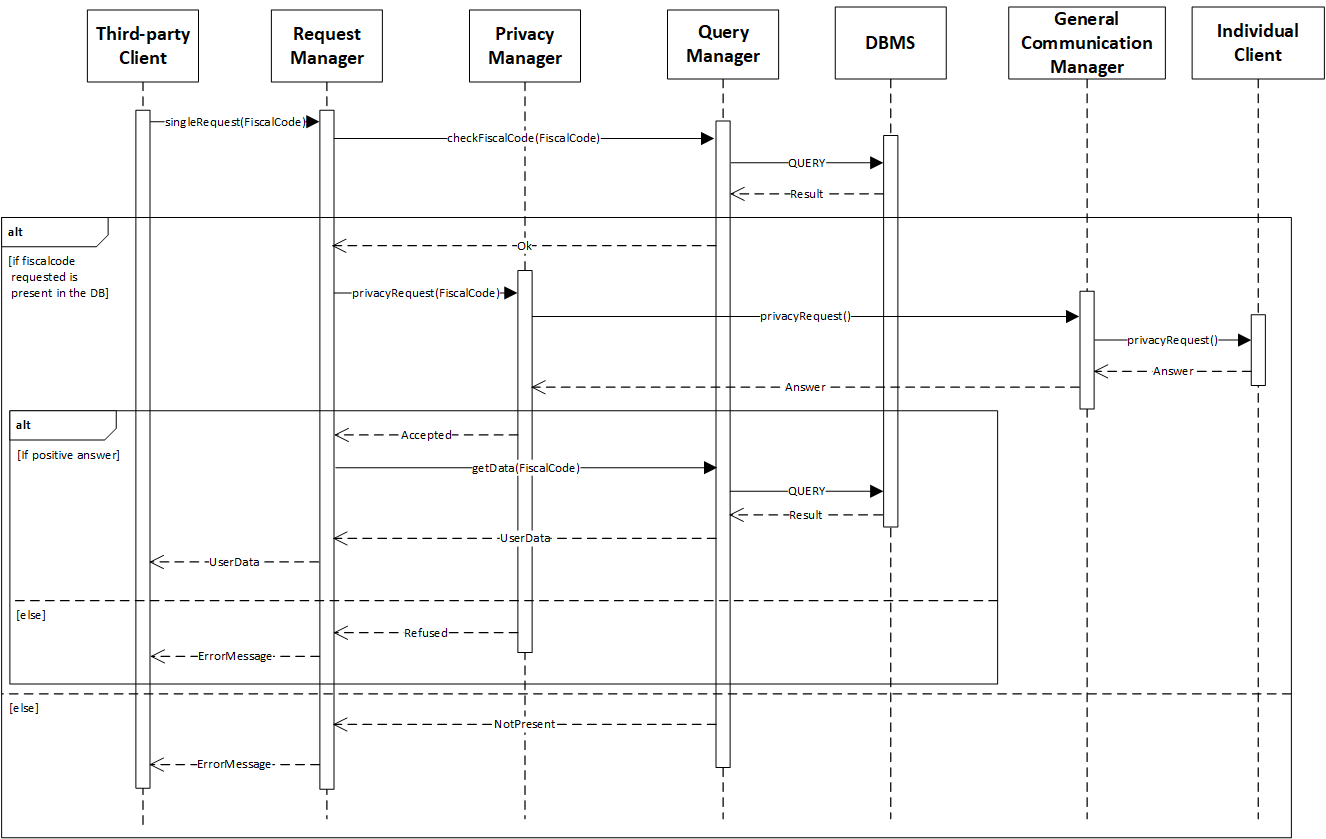 Third-party
Client
Request
Manager
Privacy
Manager
Query
Manager
DBMS
General
Communication
Manager
Individual
Client
singleRequest(FiscalCode)
checkFiscalCode(FiscalCode)
QUERY
Result
alt
Ok
[if fiscalcode
requested is
present in the DB]
privacyRequest(FiscalCode)
privacyRequest()
privacyRequest()
Answer
Answer
alt
Accepted
[If positive answer]
getData(FiscalCode)
QUERY
Result
UserData
UserData
[else]
Refused
ErrorMessage
[else]
NotPresent
ErrorMessage